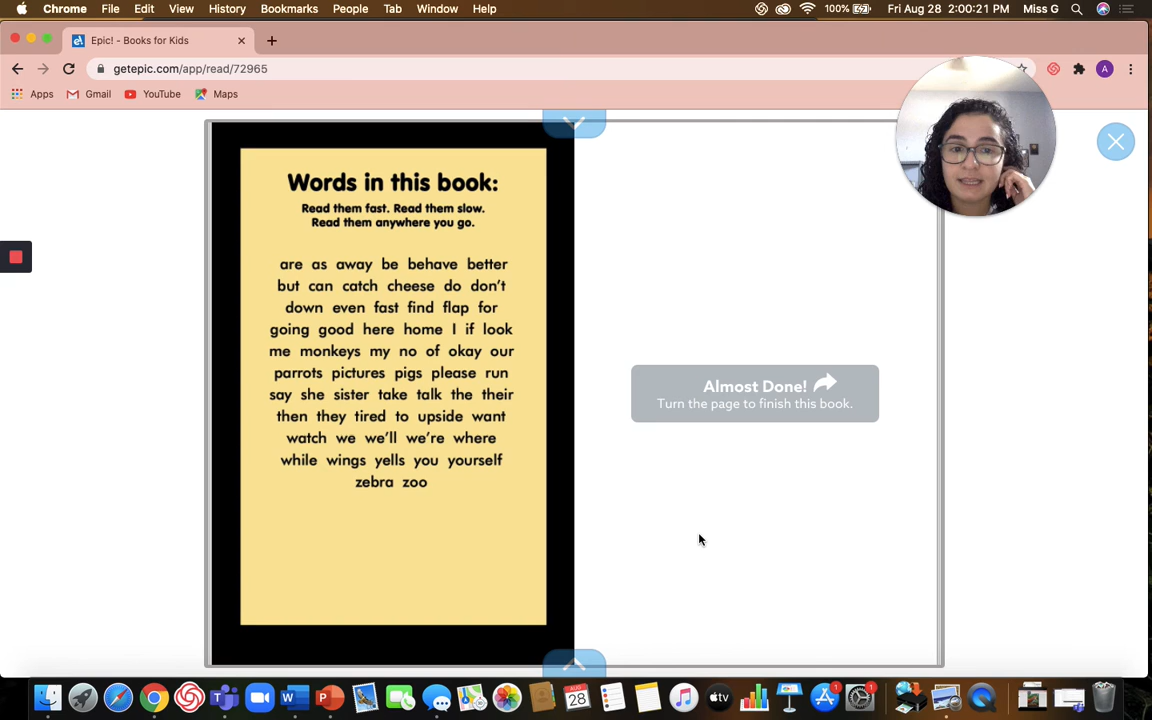 Chrome File Edit View History Bookmarks People Tab Window Help 100% Fri Aug 28 2:00:21 PM Miss G
Epic! - Books for Kids
getepic.com/app/read/72965 A
Apps Gmail YouTube Maps
Words in this book:
Read them fast. Read them slow.
Read them anywhere you go.
are as away be behave better
but can catch cheese do don't
down even fast find flap for
going good here home I if look
me monkeys my no of okay our
parrots pictures pigs please run
say she sister take talk the their
then they tired to upside want
watch we we'll we're where
while wings yells you yourself
zebra zoo
Almost Done!
Turn the page to finish this book.
AUG
28
tv
1
1